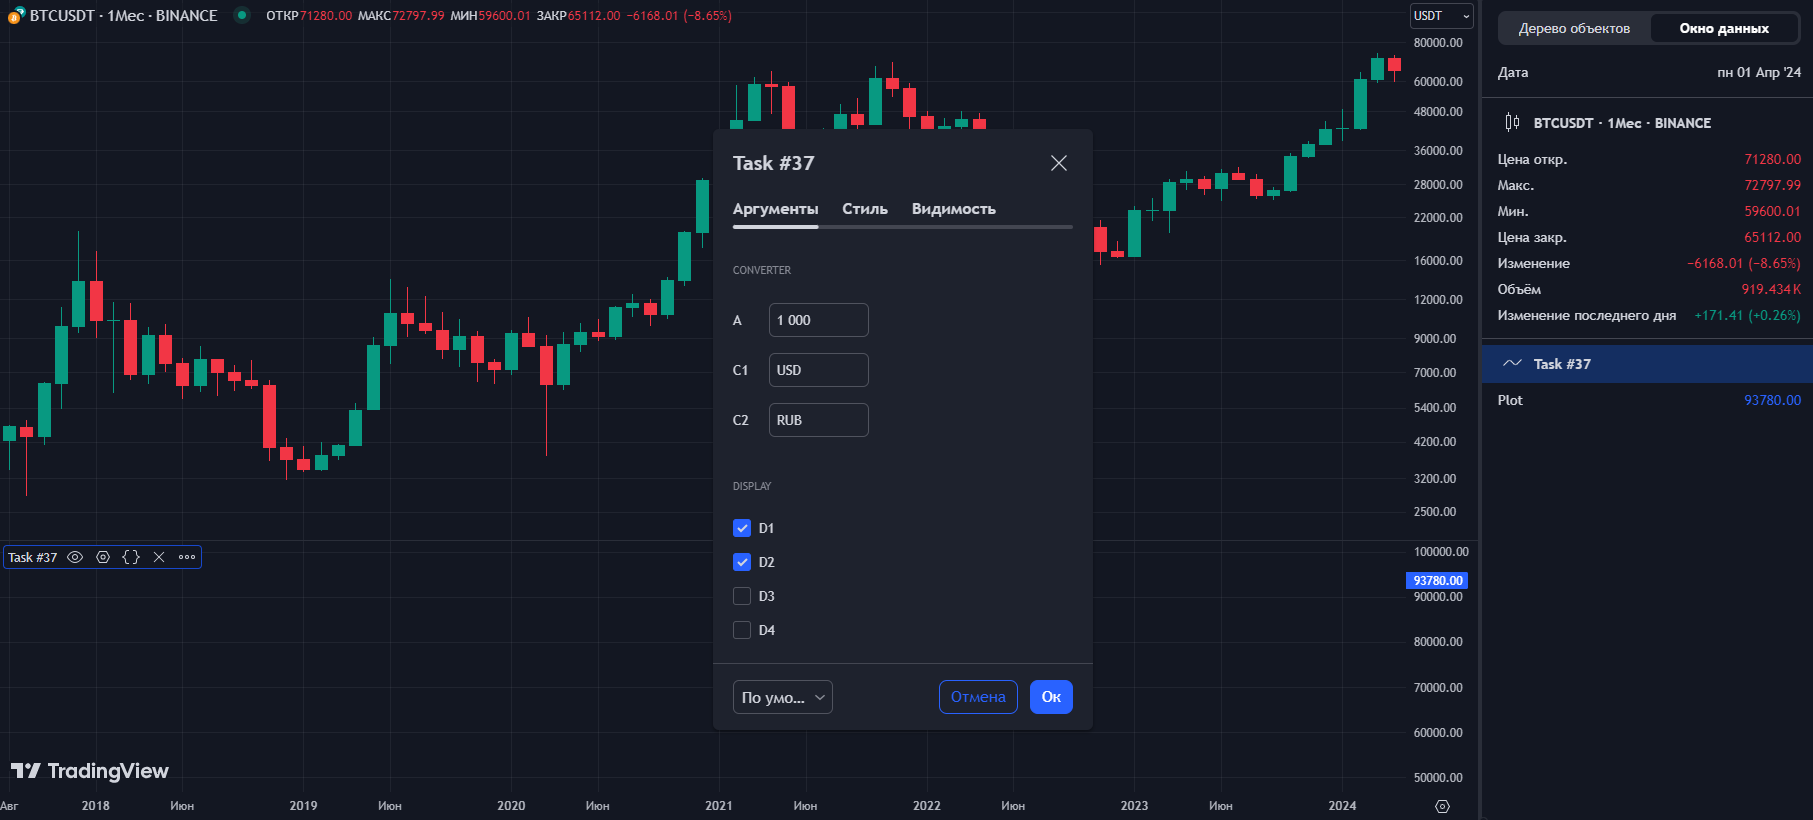 BTCUSDT · 1Мес · BINANCE ОТКР71280.00 МАКС72797.99 МИН59600.01 ЗАКР65112.00 −6168.01 (−8.65%)
USDT
80000.00
60000.00
48000.00
36000.00
28000.00
22000.00
16000.00
12000.00
9000.00
7000.00
5400.00
4200.00
3200.00
2500.00
Task #37
Аргументы Стиль Видимость
CONVERTER
A 1 000
C1 USD
C2 RUB
DISPLAY
D1
D2
D3
D4
По умо...
Отмена
Ок
Task #37
100000.00
93780.00
90000.00
80000.00
70000.00
60000.00
50000.00
TradingView
Авг 2018 Июн 2019 Июн 2020 Июн 2021 Июн 2022 Июн 2023 Июн 2024
Дерево объектов Окно данных
Дата пн 01 Апр '24
BTCUSDT · 1Мес · BINANCE
Цена откр. 71280.00
Макс. 72797.99
Мин. 59600.01
Цена закр. 65112.00
Изменение −6168.01 (−8.65%)
Объём 919.434K
Изменение последнего дня +171.41 (+0.26%)
Task #37
Plot 93780.00